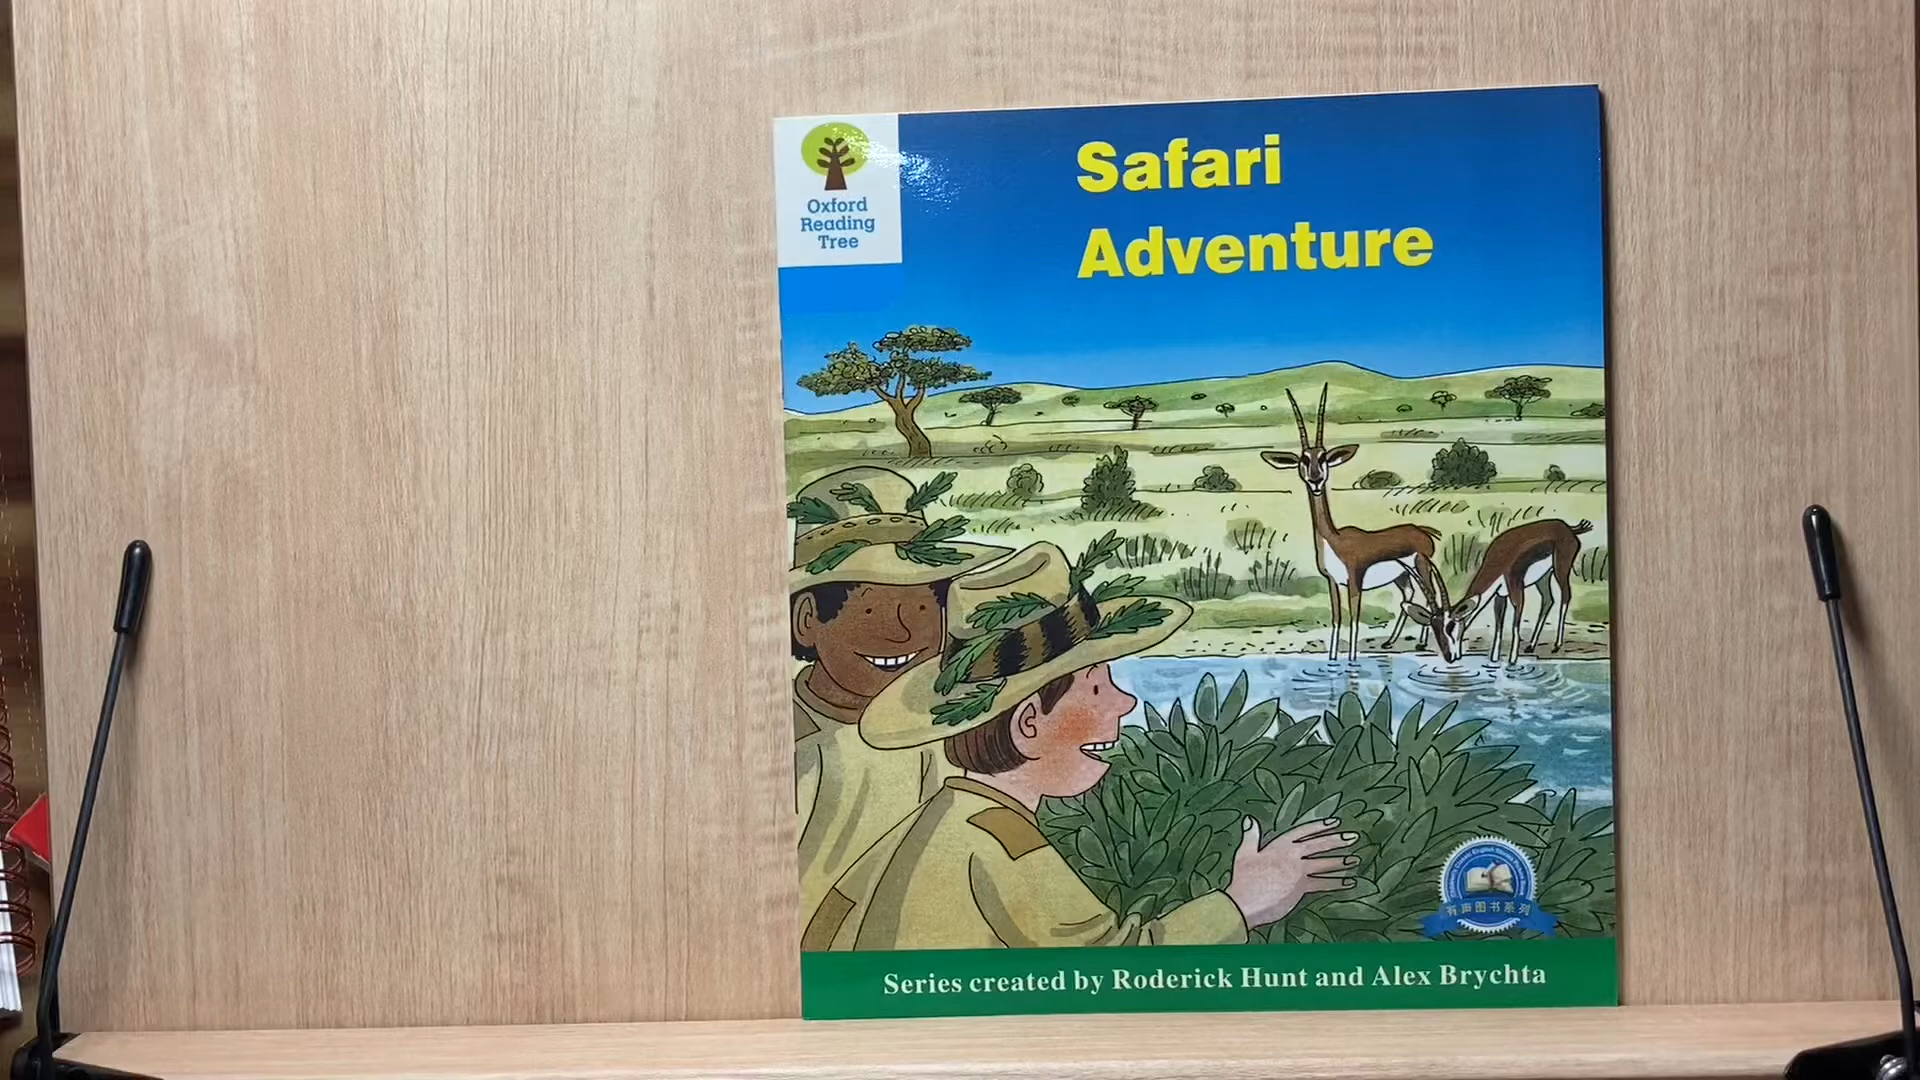 Oxford
Reading
Tree
Safari
Adventure
有声图书系列
Series created by Roderick Hunt and Alex Brychta